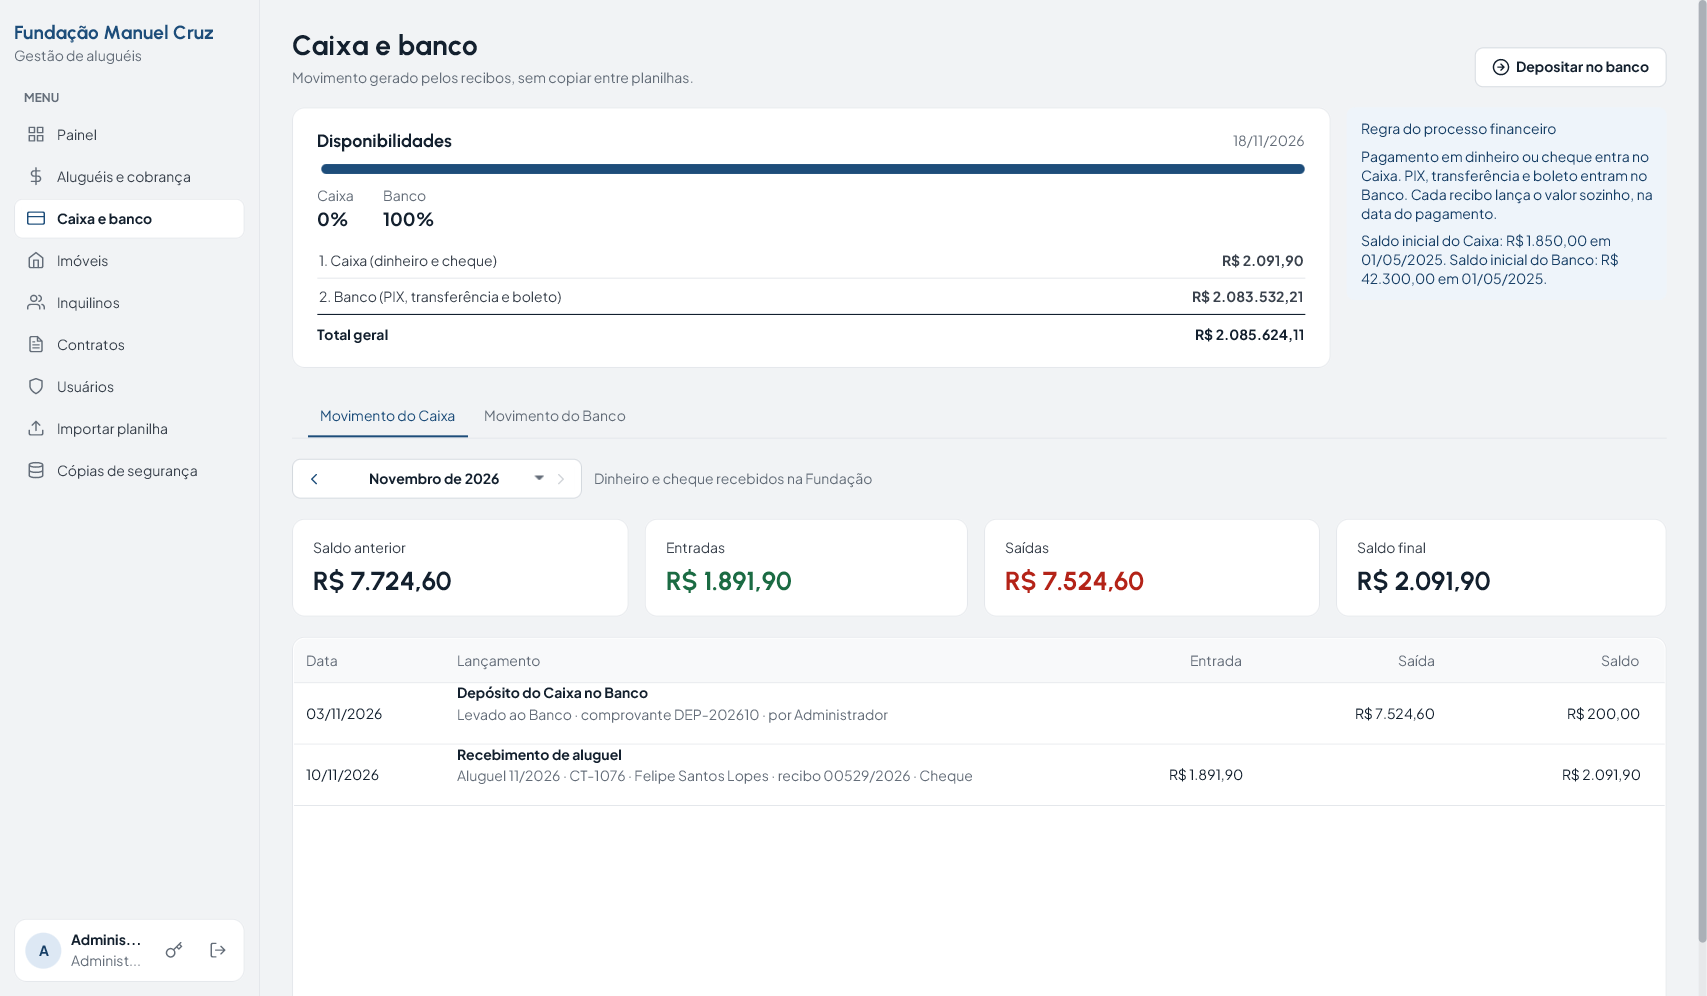 Fundação Manuel Cruz
Gestão de aluguéis
MENU
Painel
Aluguéis e cobrança
Caixa e banco
Imóveis
Inquilinos
Contratos
Usuários
Importar planilha
Cópias de segurança
A
Adminis...
Administ...
Caixa e banco
Movimento gerado pelos recibos, sem copiar entre planilhas.
Depositar no banco
Disponibilidades
18/11/2026
Caixa Banco
0% 100%
1. Caixa (dinheiro e cheque) R$ 2.091,90
2. Banco (PIX, transferência e boleto) R$ 2.083.532,21
Total geral R$ 2.085.624,11
Regra do processo financeiro
Pagamento em dinheiro ou cheque entra no
Caixa. PIX, transferência e boleto entram no
Banco. Cada recibo lança o valor sozinho, na
data do pagamento.
Saldo inicial do Caixa: R$ 1.850,00 em
01/05/2025. Saldo inicial do Banco: R$
42.300,00 em 01/05/2025.
Movimento do Caixa Movimento do Banco
Novembro de 2026 Dinheiro e cheque recebidos na Fundação
Saldo anterior
R$ 7.724,60
Entradas
R$ 1.891,90
Saídas
R$ 7.524,60
Saldo final
R$ 2.091,90
Data Lançamento Entrada Saída Saldo
Depósito do Caixa no Banco
03/11/2026 Levado ao Banco · comprovante DEP-202610 · por Administrador R$ 7.524,60 R$ 200,00
Recebimento de aluguel
10/11/2026 Aluguel 11/2026 · CT-1076 · Felipe Santos Lopes · recibo 00529/2026 · Cheque R$ 1.891,90 R$ 2.091,90